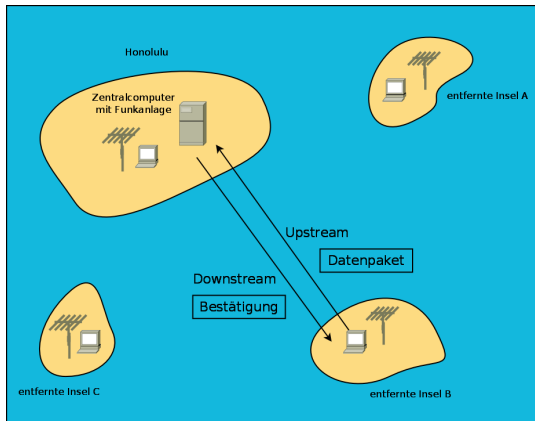 Honolulu
Zentralcomputer
mit Funkanlage
entfernte Insel A
Upstream
Datenpaket
Downstream
Bestätigung
entfernte Insel C
entfernte Insel B